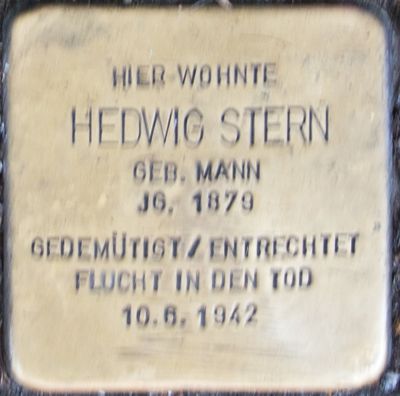 HIER WOHNTE
HEDWIG STERN
GEB. MANN
JG. 1879
GEDEMÜTIGT/ENTRECHTET
FLUCHT IN DEN TOD
10.6.1942